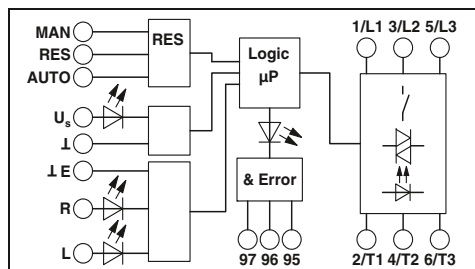 MAN
RES
AUTO
RES
Us
⊥
⊥ E
R
L
Logic
µP
& Error
97 96 95
1/L1 3/L2 5/L3
2/T1 4/T2 6/T3